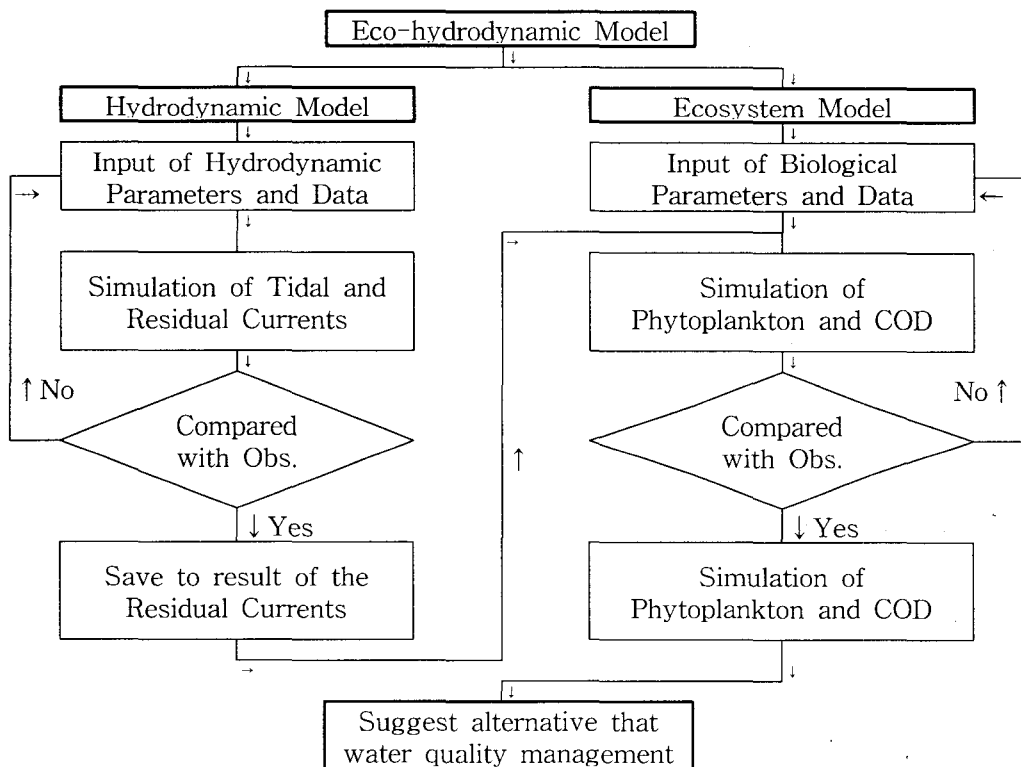 Eco-hydrodynamic Model
↓
↓
↓
Hydrodynamic Model
↓
Input of Hydrodynamic
Parameters and Data
→
↓
Simulation of Tidal and
Residual Currents
↓
↑ No
Compared
with Obs.
↓ Yes
Save to result of the
Residual Currents
→
↑
→
Ecosystem Model
↓
Input of Biological
Parameters and Data
←
↓
Simulation of
Phytoplankton and COD
↓
No ↑
Compared
with Obs.
↓ Yes
Simulation of
Phytoplankton and COD
↓
↓
Suggest alternative that
water quality management